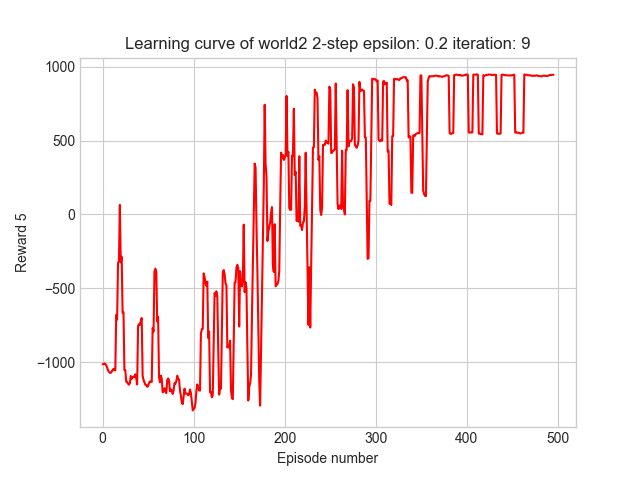 Learning curve of world2 2-step epsilon: 0.2 iteration: 9
1000
500
0
−500
−1000
Reward 5
0 100 200 300 400 500
Episode number